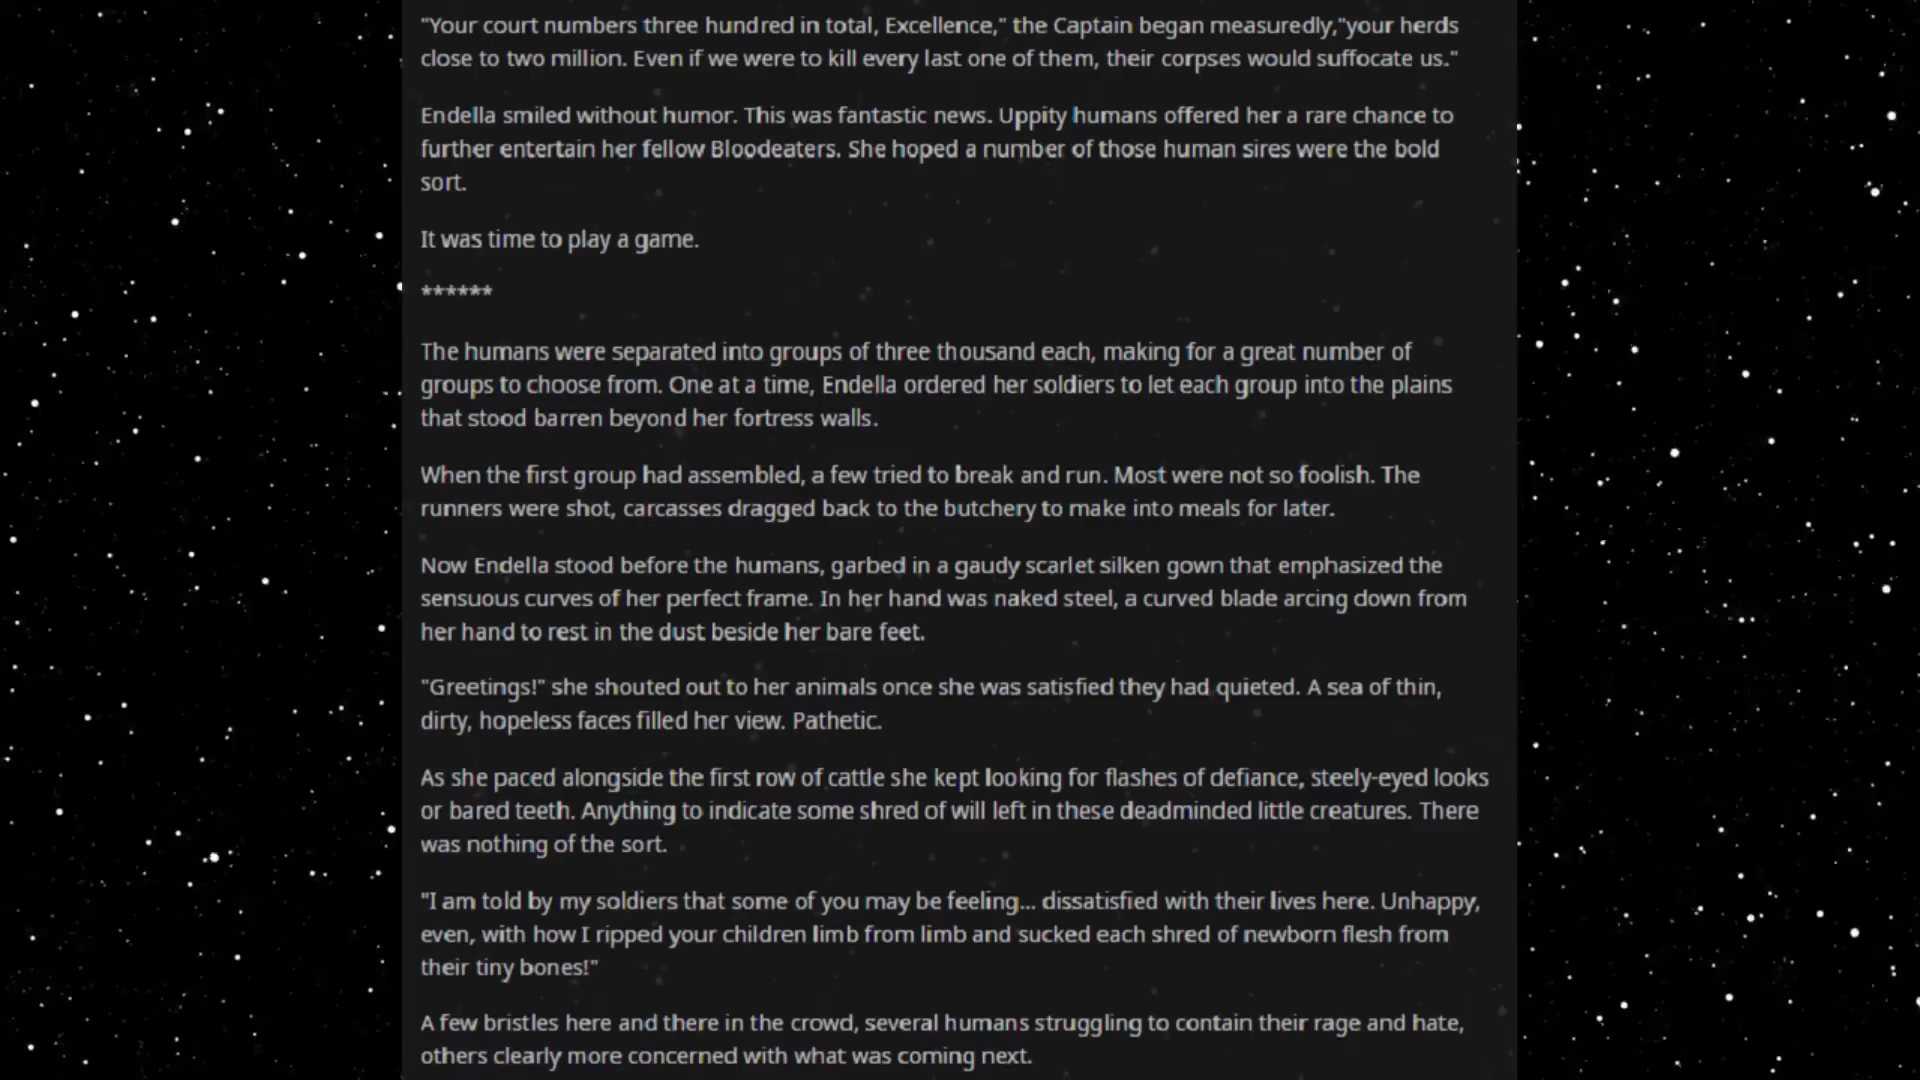 "Your court numbers three hundred in total, Excellence," the Captain began measuredly,"your herds
close to two million. Even if we were to kill every last one of them, their corpses would suffocate us."
Endella smiled without humor. This was fantastic news. Uppity humans offered her a rare chance to
further entertain her fellow Bloodeaters. She hoped a number of those human sires were the bold
sort.
It was time to play a game.
******
The humans were separated into groups of three thousand each, making for a great number of
groups to choose from. One at a time, Endella ordered her soldiers to let each group into the plains
that stood barren beyond her fortress walls.
When the first group had assembled, a few tried to break and run. Most were not so foolish. The
runners were shot, carcasses dragged back to the butchery to make into meals for later.
Now Endella stood before the humans, garbed in a gaudy scarlet silken gown that emphasized the
sensuous curves of her perfect frame. In her hand was naked steel, a curved blade arcing down from
her hand to rest in the dust beside her bare feet.
"Greetings!" she shouted out to her animals once she was satisfied they had quieted. A sea of thin,
dirty, hopeless faces filled her view. Pathetic.
As she paced alongside the first row of cattle she kept looking for flashes of defiance, steely-eyed looks
or bared teeth. Anything to indicate some shred of will left in these deadminded little creatures. There
was nothing of the sort.
"I am told by my soldiers that some of you may be feeling... dissatisfied with their lives here. Unhappy,
even, with how I ripped your children limb from limb and sucked each shred of newborn flesh from
their tiny bones!"
A few bristles here and there in the crowd, several humans struggling to contain their rage and hate,
others clearly more concerned with what was coming next.